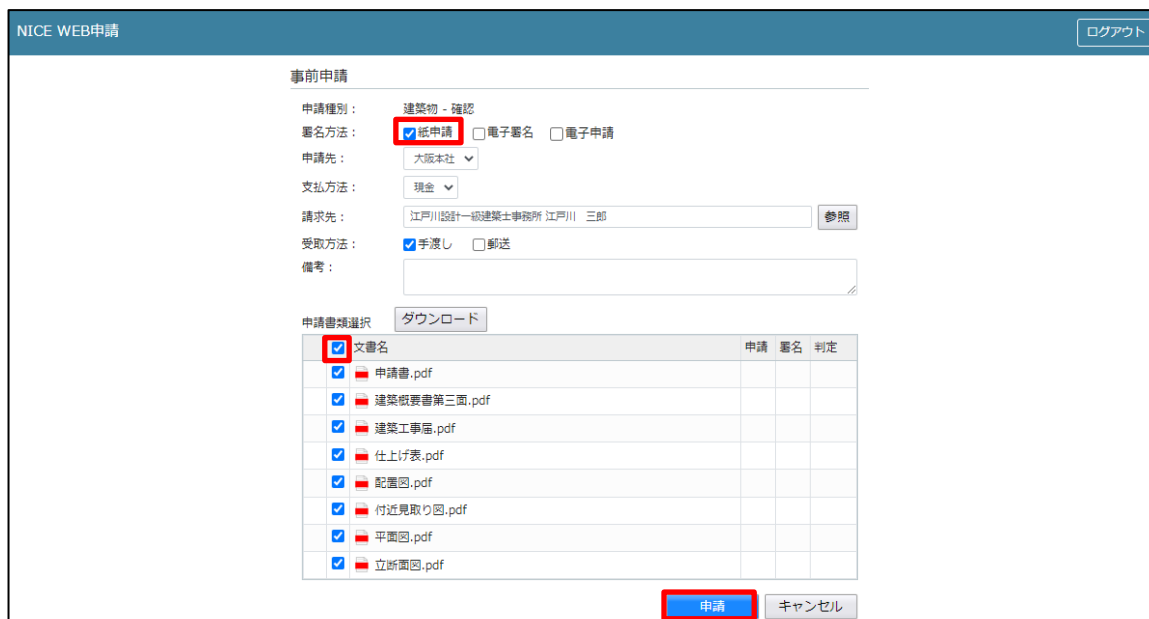 NICE WEB申請 ログアウト
事前申請
申請種別： 建築物 - 確認
署名方法： 紙申請 電子署名 電子申請
申請先： 大阪本社
支払方法： 現金
請求先： 江戸川設計一級建築士事務所 江戸川　三郎 参照
受取方法： 手渡し 郵送
備考：
申請書類選択 ダウンロード
文書名 申請 署名 判定
申請書.pdf
建築概要書第三面.pdf
建築工事届.pdf
仕上げ表.pdf
配置図.pdf
付近見取り図.pdf
平面図.pdf
立断面図.pdf
申請 キャンセル